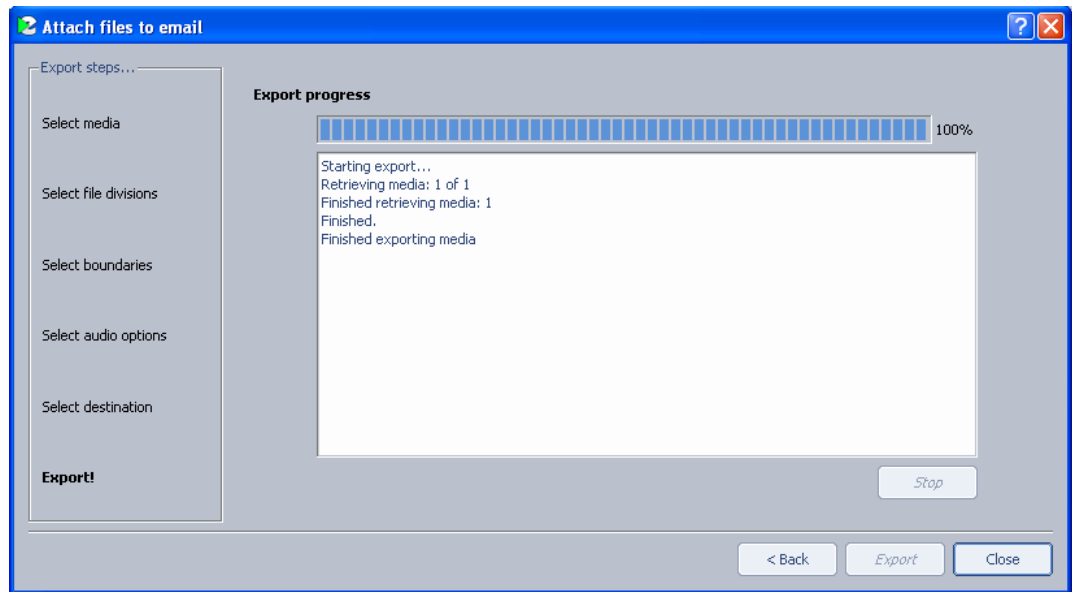 Attach files to email
Export steps...
Select media
Select file divisions
Select boundaries
Select audio options
Select destination
Export!
Export progress
100%
Starting export...
Retrieving media: 1 of 1
Finished retrieving media: 1
Finished.
Finished exporting media
Stop
< Back
Export
Close